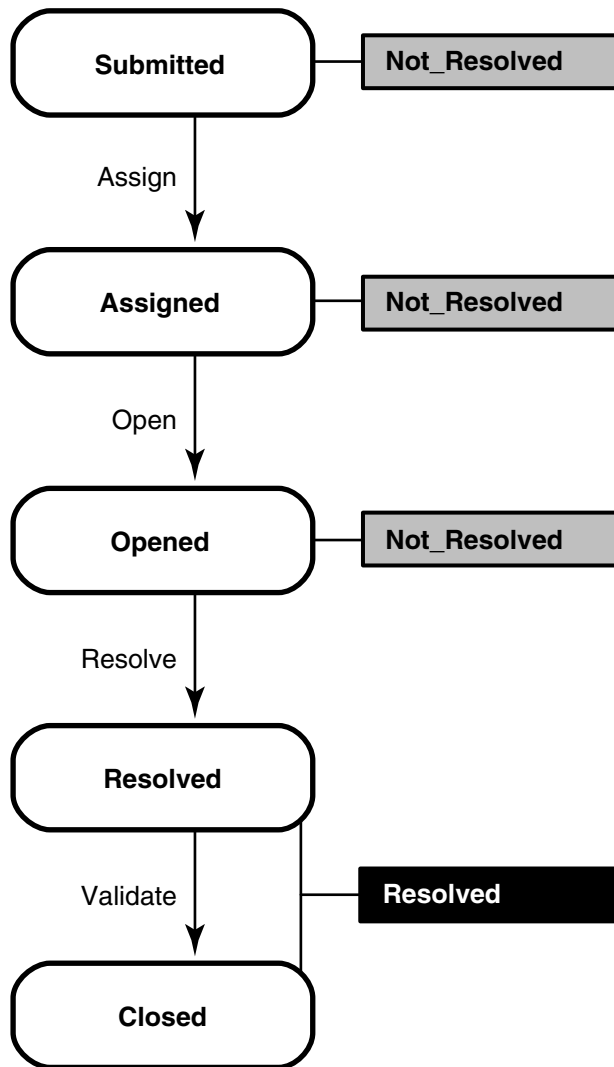 Submitted
Not_Resolved
Assign
Assigned
Not_Resolved
Open
Opened
Not_Resolved
Resolve
Resolved
Validate
Resolved
Closed